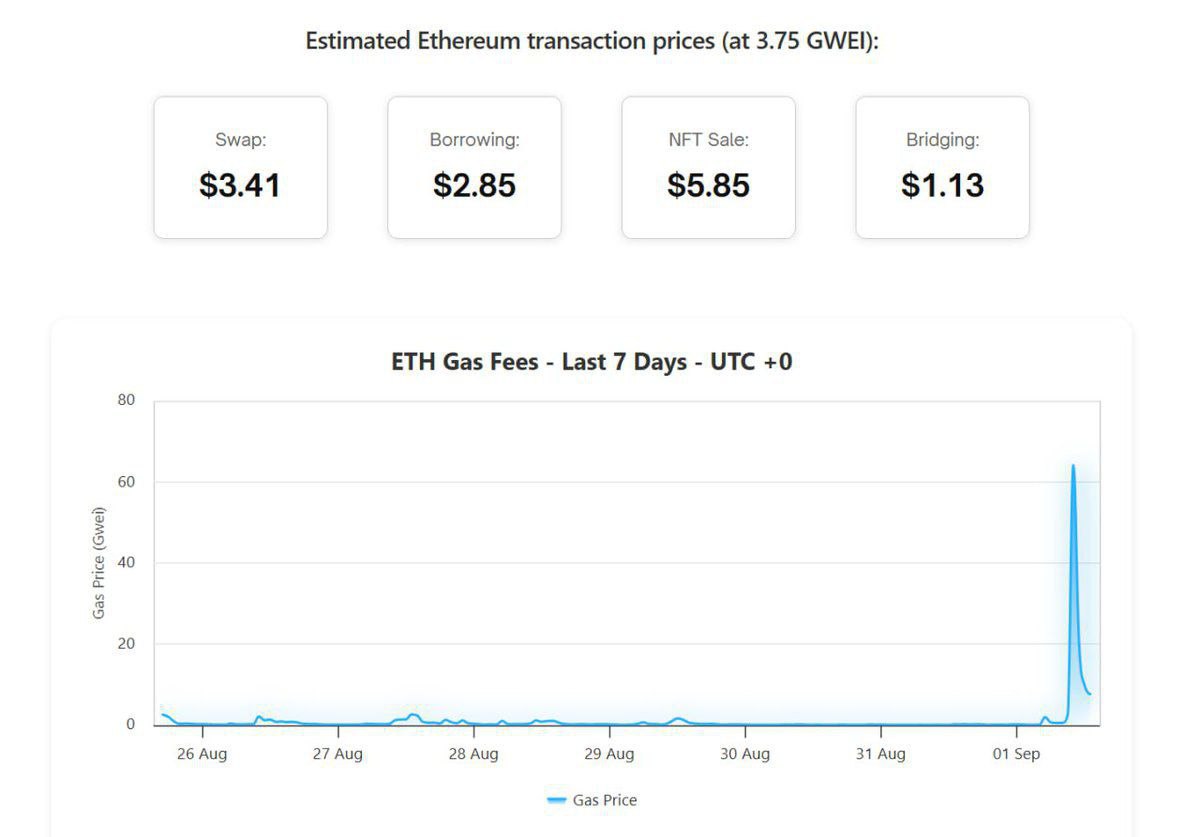 Estimated Ethereum transaction prices (at 3.75 GWEI):
Swap: Borrowing: NFT Sale: Bridging:
$3.41 $2.85 $5.85 $1.13
ETH Gas Fees - Last 7 Days - UTC +0
80
60
40
20
0
Gas Price (Gwei)
26 Aug 27 Aug 28 Aug 29 Aug 30 Aug 31 Aug 01 Sep
Gas Price